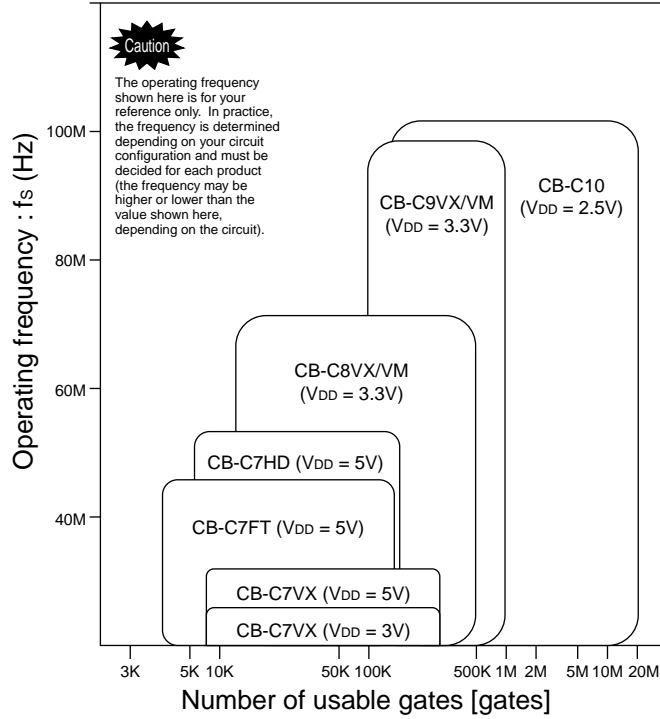 Caution
The operating frequency
shown here is for your
reference only. In practice,
the frequency is determined
depending on your circuit
configuration and must be
decided for each product
(the frequency may be
higher or lower than the
value shown here,
depending on the circuit).
Operating frequency : fs (Hz)
100M
80M
60M
40M
CB-C10
(VDD = 2.5V)
CB-C9VX/VM
(VDD = 3.3V)
CB-C8VX/VM
(VDD = 3.3V)
CB-C7HD (VDD = 5V)
CB-C7FT (VDD = 5V)
CB-C7VX (VDD = 5V)
CB-C7VX (VDD = 3V)
3K 5K 10K 50K 100K 500K 1M 2M 5M 10M 20M
Number of usable gates [gates]